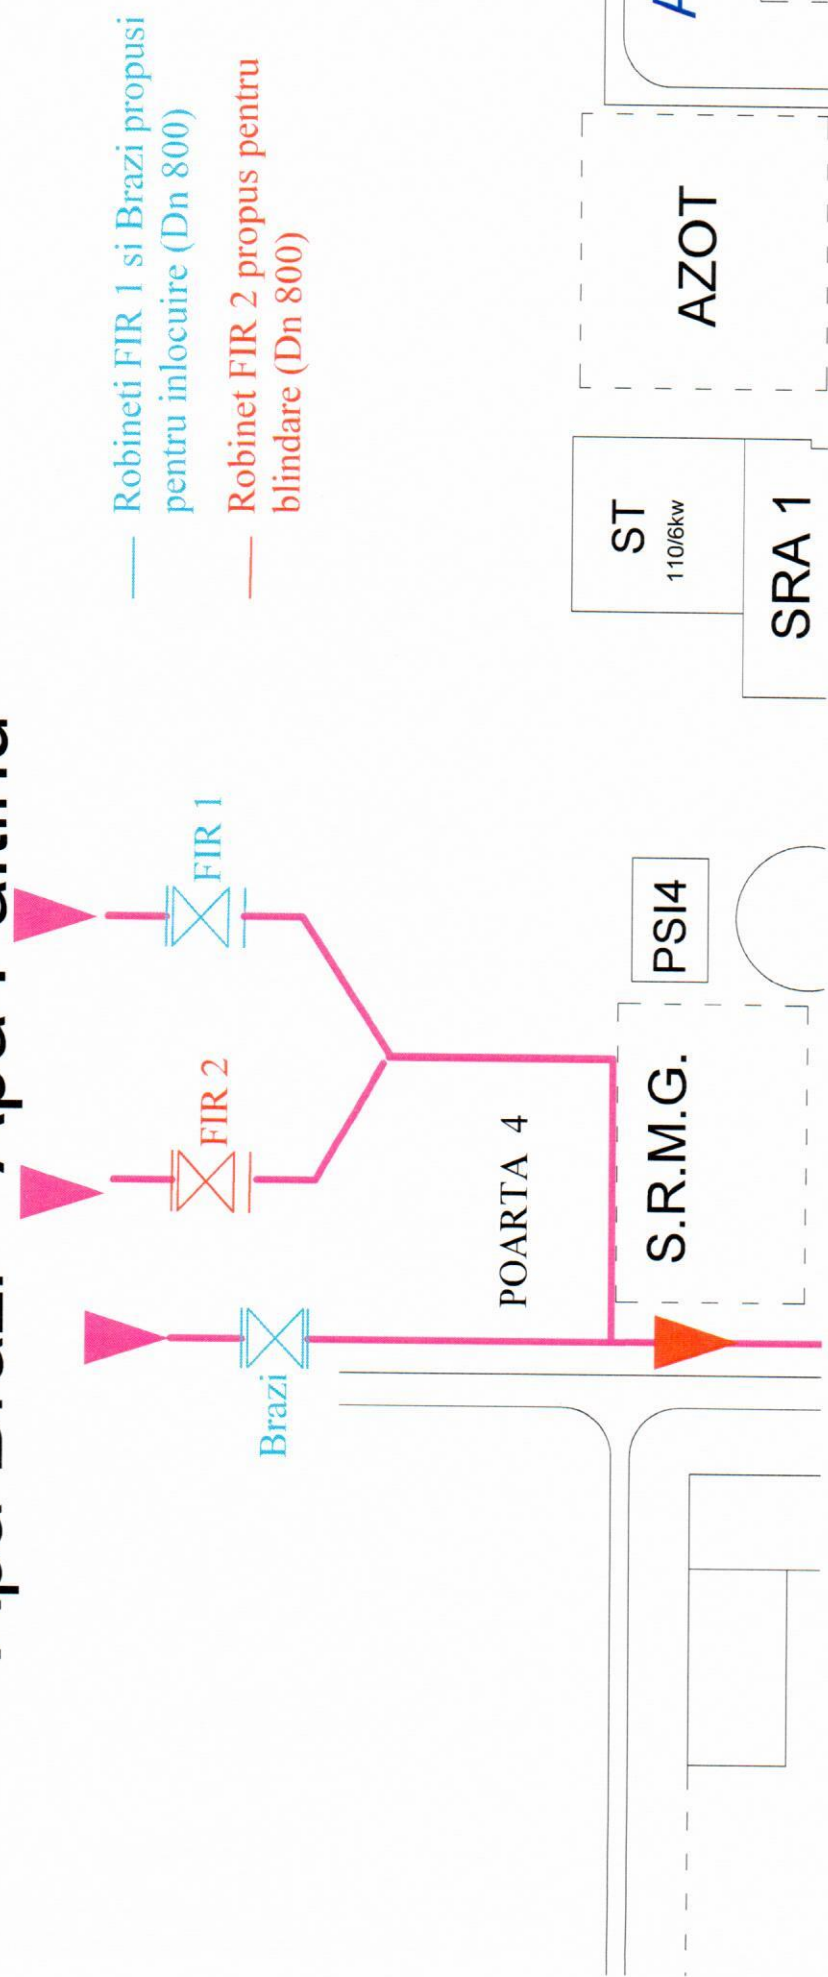 Robineti FIR 1 si Brazi propusi
pentru inlocuire (Dn 800)
Robinet FIR 2 propus pentru
blindare (Dn 800)
Brazi
FIR 2
FIR 1
POARTA 4
S.R.M.G.
PSI4
ST
110/6kw
SRA 1
AZOT